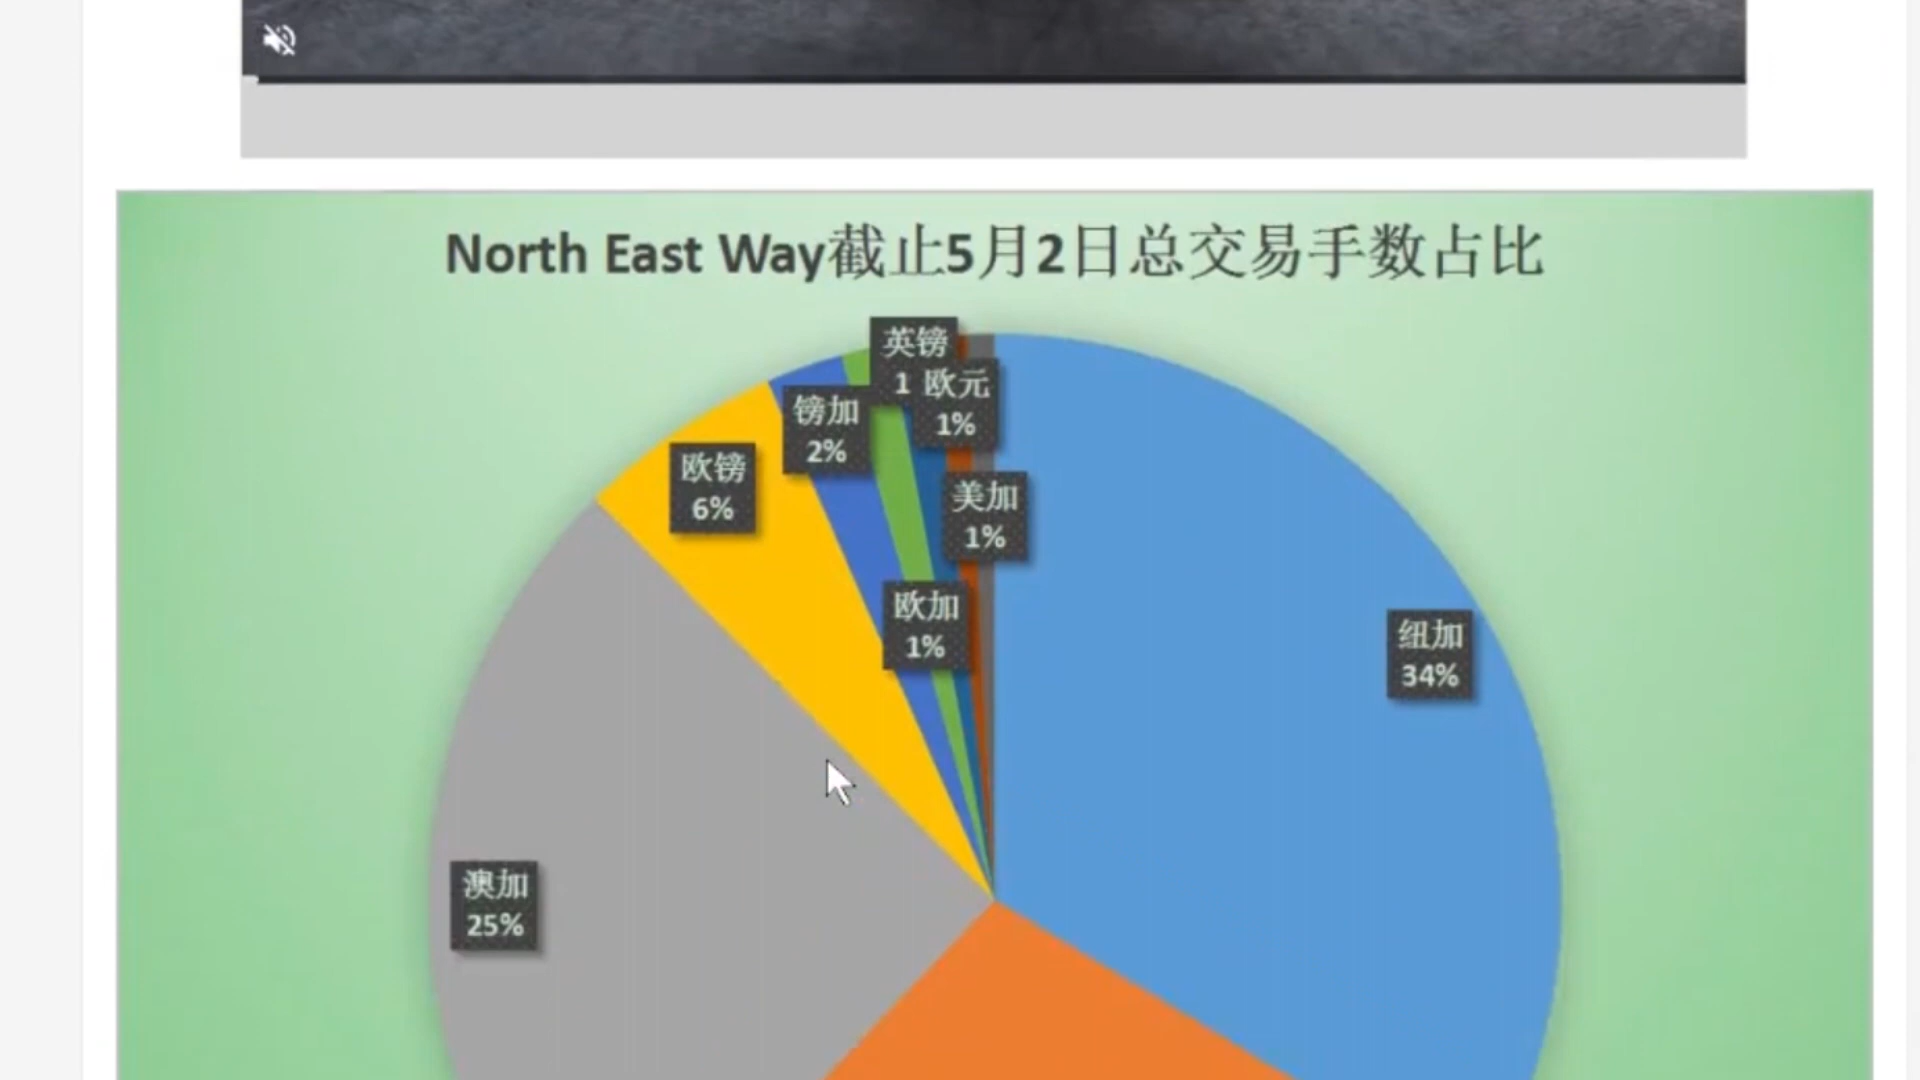 North East Way截止5月2日总交易手数占比
英镑
1
欧元
1%
镑加
2%
欧镑
6%
美加
1%
欧加
1%
纽加
34%
澳加
25%